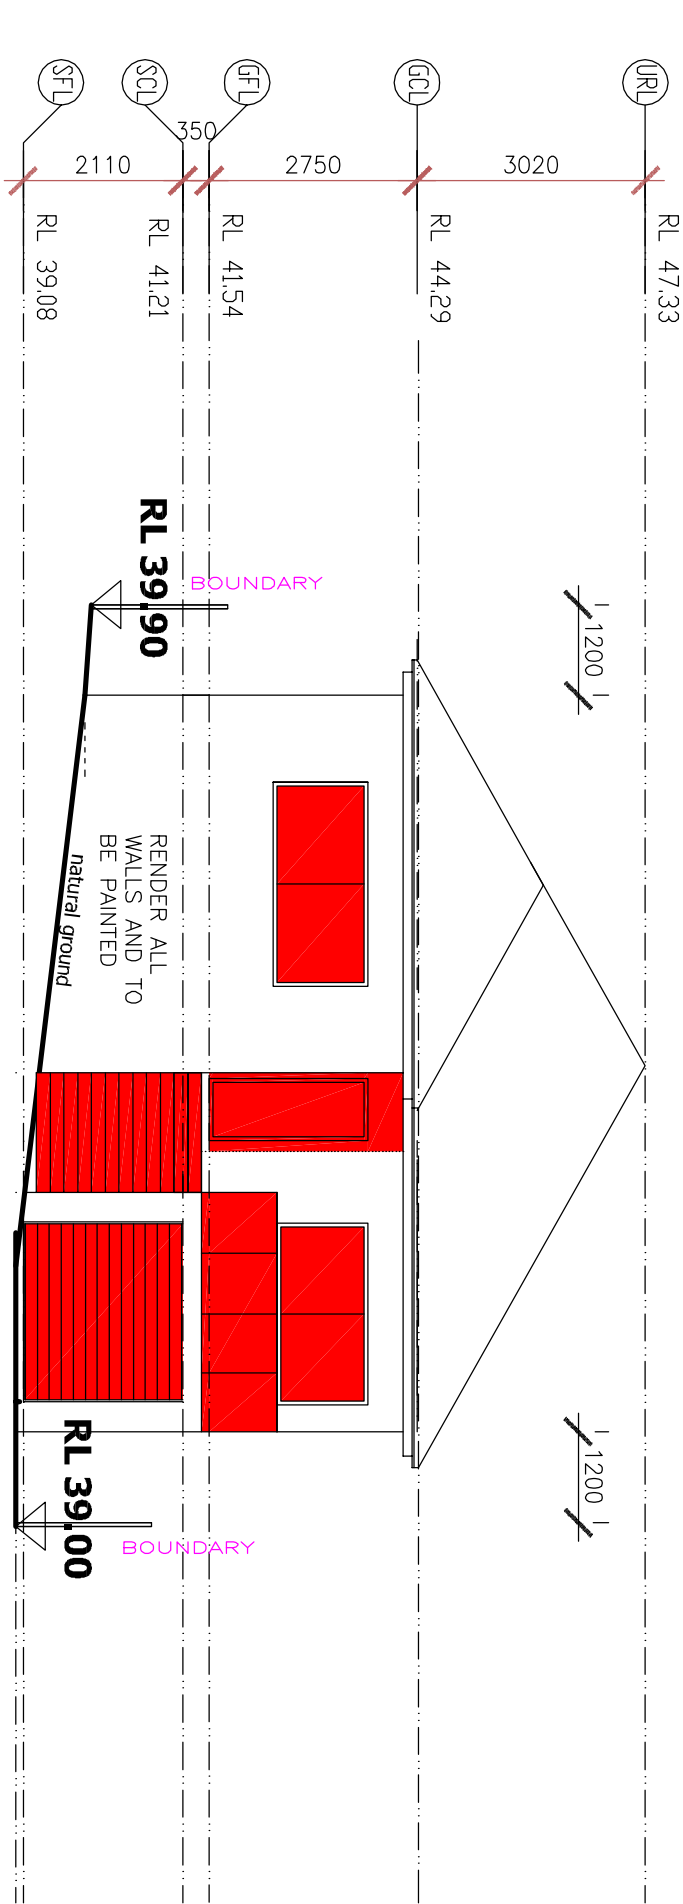 URL
GCL
GFL
SCL
SFL
3020
2750
350
2110
RL 47.33
RL 44.29
RL 41.54
RL 41.21
RL 39.08
1200
BOUNDARY
RL 39.90
RENDER ALL
WALLS AND TO
BE PAINTED
natural ground
1200
RL 39.00
BOUNDARY